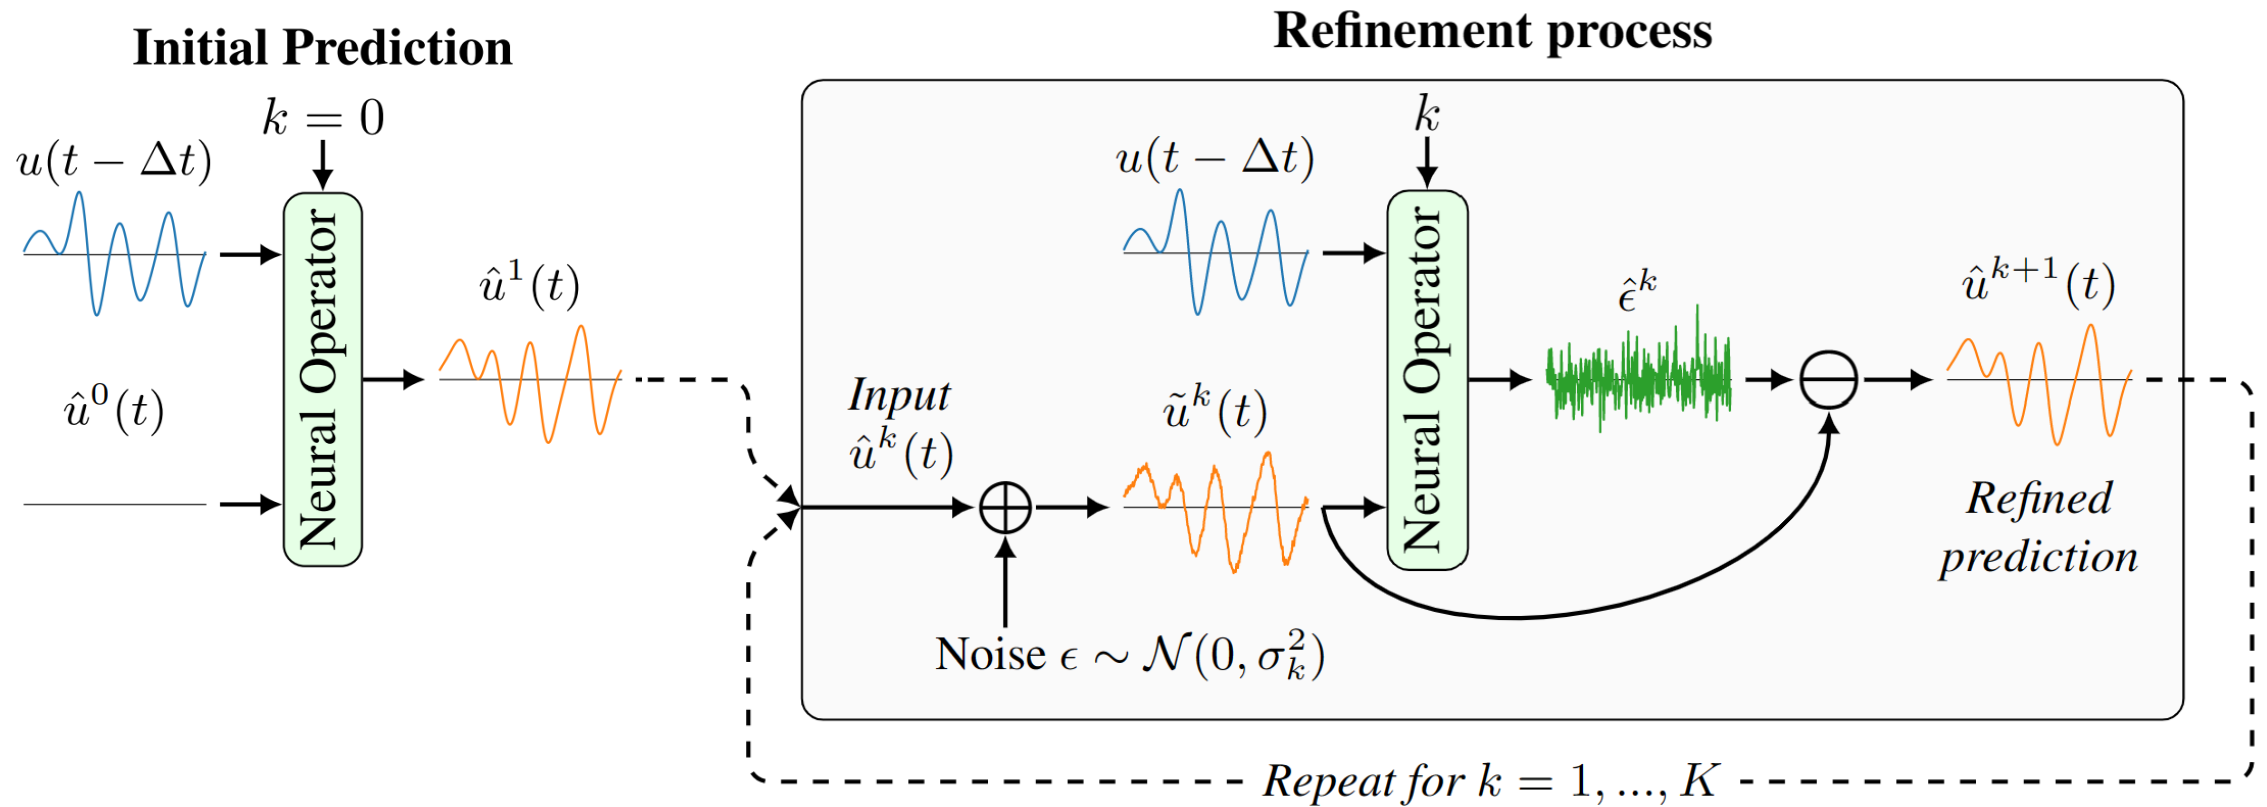 Initial Prediction
k = 0
u(t − Δt)
Neural Operator
û¹(t)
û⁰(t)
Refinement process
k
u(t − Δt)
Neural Operator
ε̂ᵏ
ûᵏ⁺¹(t)
Input
ûᵏ(t)
ũᵏ(t)
Refined
prediction
Noise ϵ ∼ 𝒩(0, σₖ²)
Repeat for k = 1, ..., K